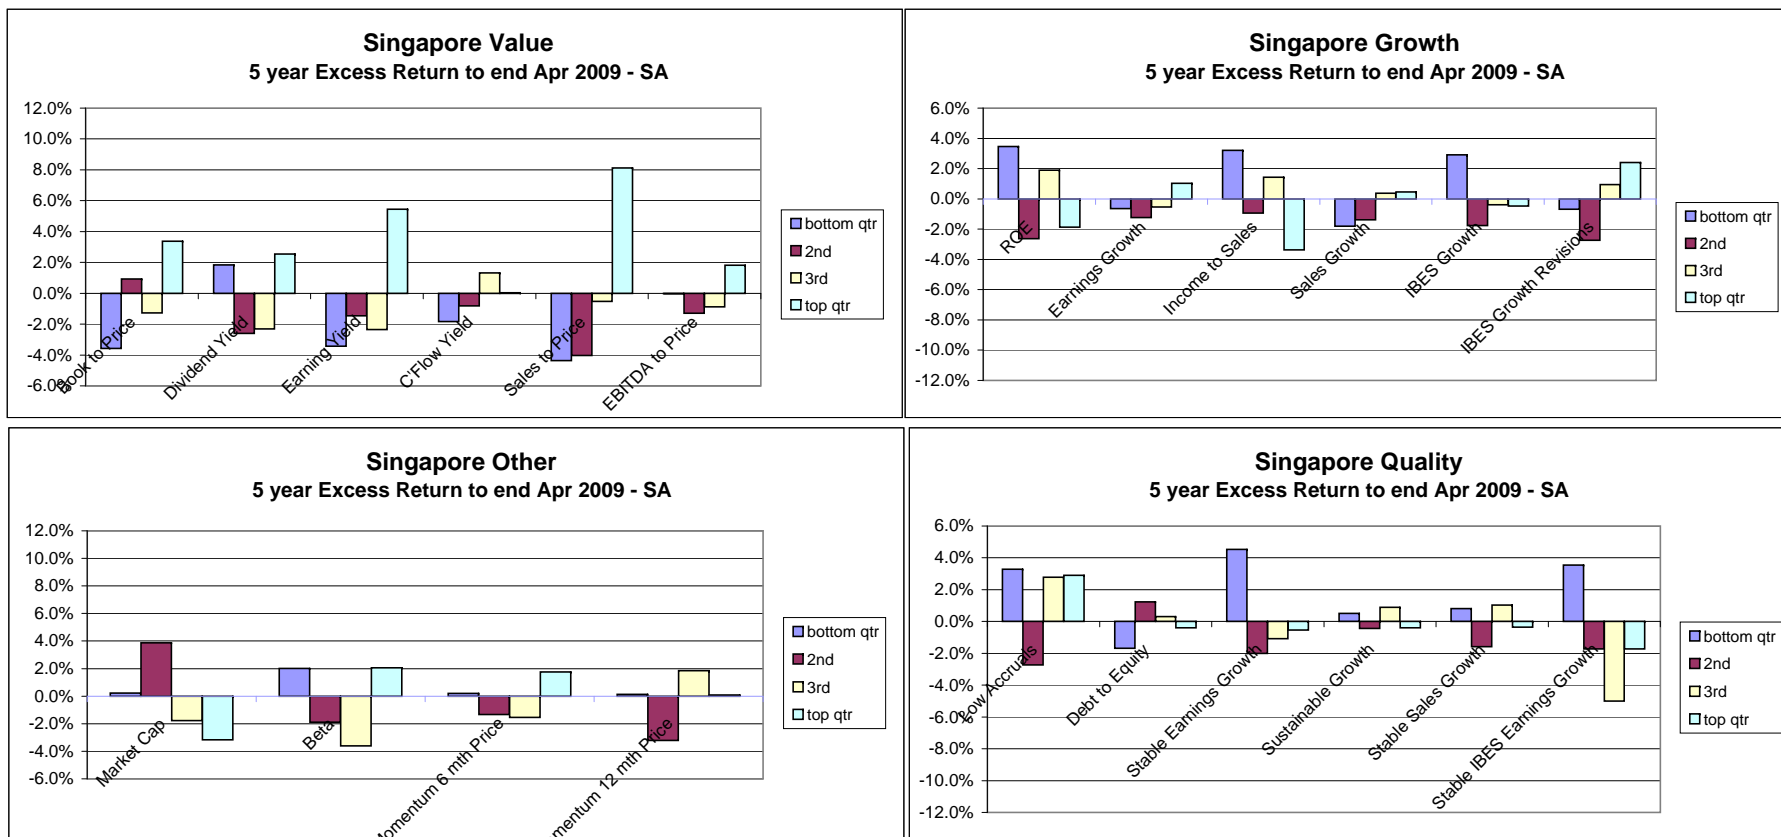 Singapore Value
5 year Excess Return to end Apr 2009 - SA
12.0%
10.0%
8.0%
6.0%
4.0%
2.0%
0.0%
-2.0%
-4.0%
-6.0%
Book to Price
Dividend Yield
Earning Yield
C'Flow Yield
Sales to Price
EBITDA to Price
bottom qtr
2nd
3rd
top qtr
Singapore Growth
5 year Excess Return to end Apr 2009 - SA
6.0%
4.0%
2.0%
0.0%
-2.0%
-4.0%
-6.0%
-8.0%
-10.0%
-12.0%
ROE
Earnings Growth
Income to Sales
Sales Growth
IBES Growth
IBES Growth Revisions
bottom qtr
2nd
3rd
top qtr
Singapore Other
5 year Excess Return to end Apr 2009 - SA
12.0%
10.0%
8.0%
6.0%
4.0%
2.0%
0.0%
-2.0%
-4.0%
-6.0%
Market Cap
Beta
Momentum 6 mth Price
mentum 12 mth Price
bottom qtr
2nd
3rd
top qtr
Singapore Quality
5 year Excess Return to end Apr 2009 - SA
6.0%
4.0%
2.0%
0.0%
-2.0%
-4.0%
-6.0%
-8.0%
-10.0%
-12.0%
Low Accruals
Debt to Equity
Stable Earnings Growth
Sustainable Growth
Stable Sales Growth
Stable IBES Earnings Growth
bottom qtr
2nd
3rd
top qtr